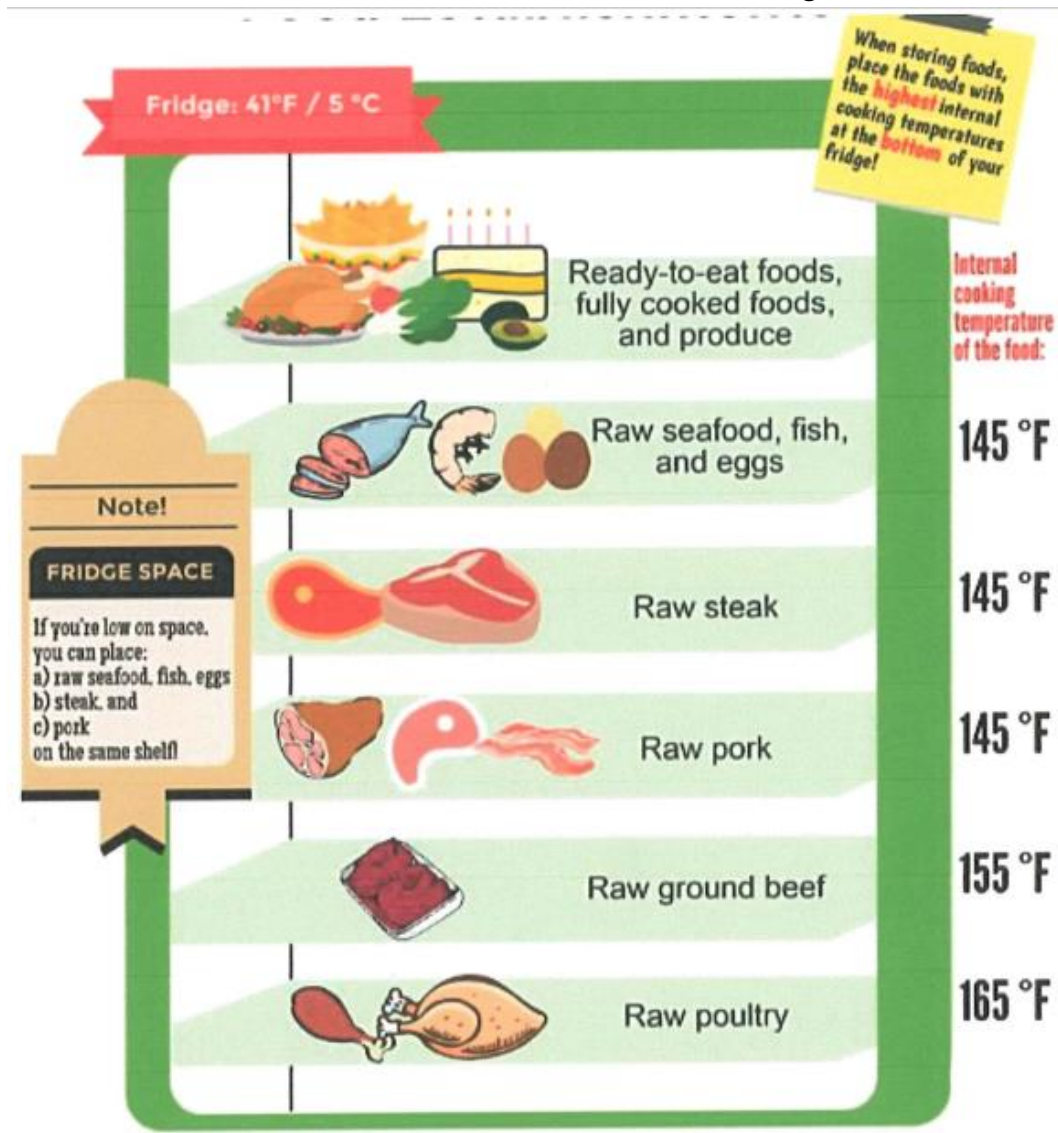 When storing foods,
place the foods with
the highest internal
cooking temperatures
at the bottom of your
fridge!
Fridge: 41°F / 5 °C
Ready-to-eat foods,
fully cooked foods,
and produce
Internal
cooking
temperature
of the food:
Raw seafood, fish,
and eggs
145 °F
Note!
FRIDGE SPACE
If you're low on space,
you can place:
a) raw seafood, fish, eggs
b) steak, and
c) pork
on the same shelf!
Raw steak
145 °F
Raw pork
145 °F
Raw ground beef
155 °F
Raw poultry
165 °F